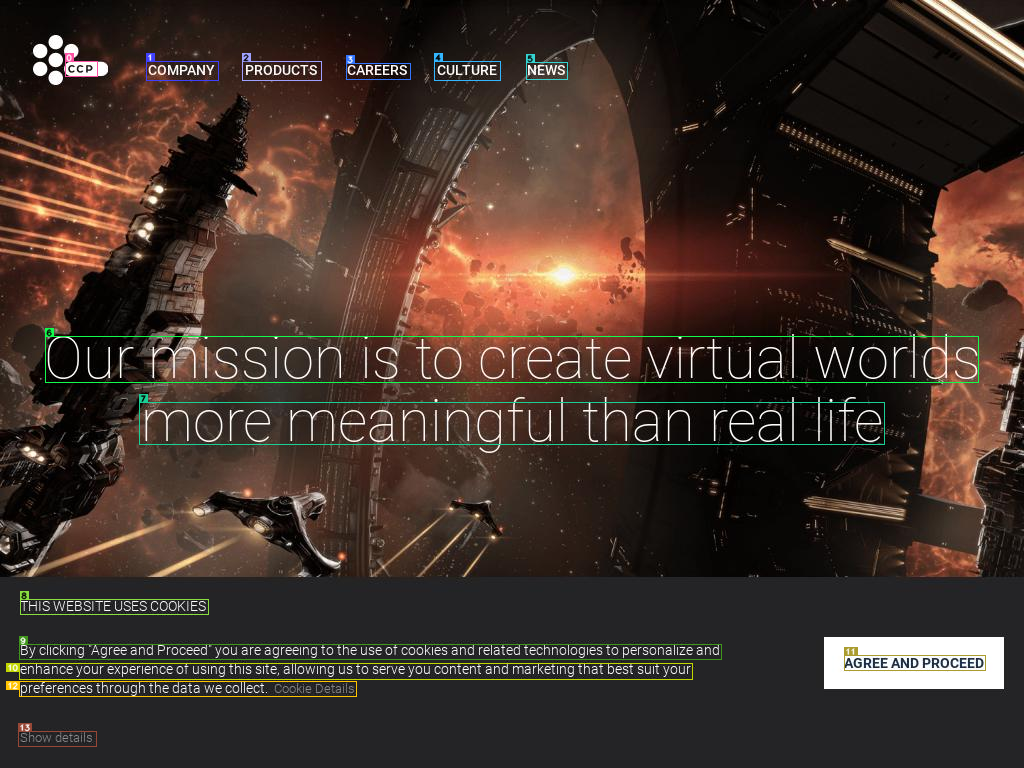 CCP
COMPANY
PRODUCTS
CAREERS
CULTURE
NEWS
Our mission is to create virtual worlds
more meaningful than real life
THIS WEBSITE USES COOKIES
By clicking "Agree and Proceed" you are agreeing to the use of cookies and related technologies to personalize and
enhance your experience of using this site, allowing us to serve you content and marketing that best suit your
preferences through the data we collect. Cookie Details
AGREE AND PROCEED
Show details
0
1
2
3
4
5
6
7
8
9
10
11
12
13